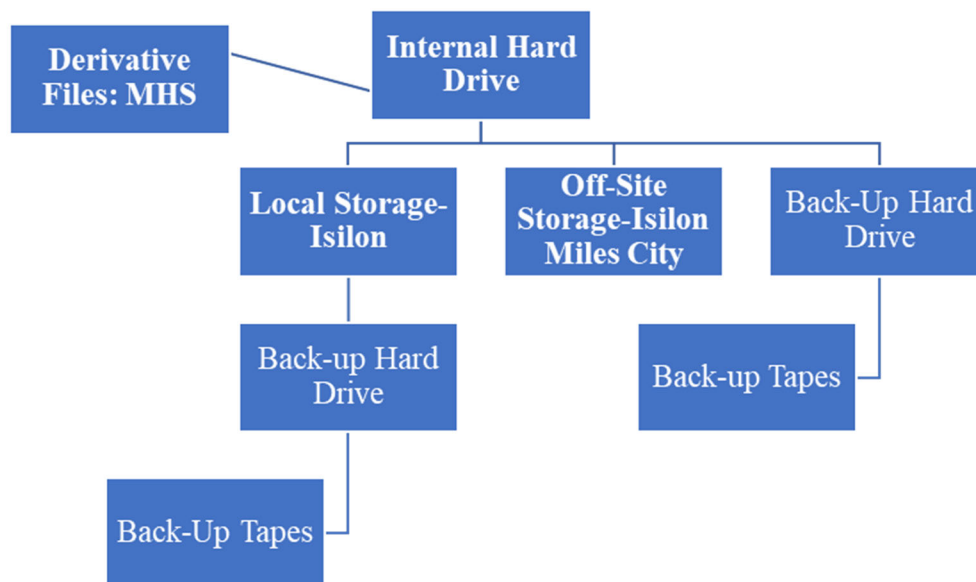 Derivative
Files: MHS
Internal Hard
Drive
Local Storage-
Isilon
Off-Site
Storage-Isilon
Miles City
Back-Up Hard
Drive
Back-up Hard
Drive
Back-up Tapes
Back-Up Tapes